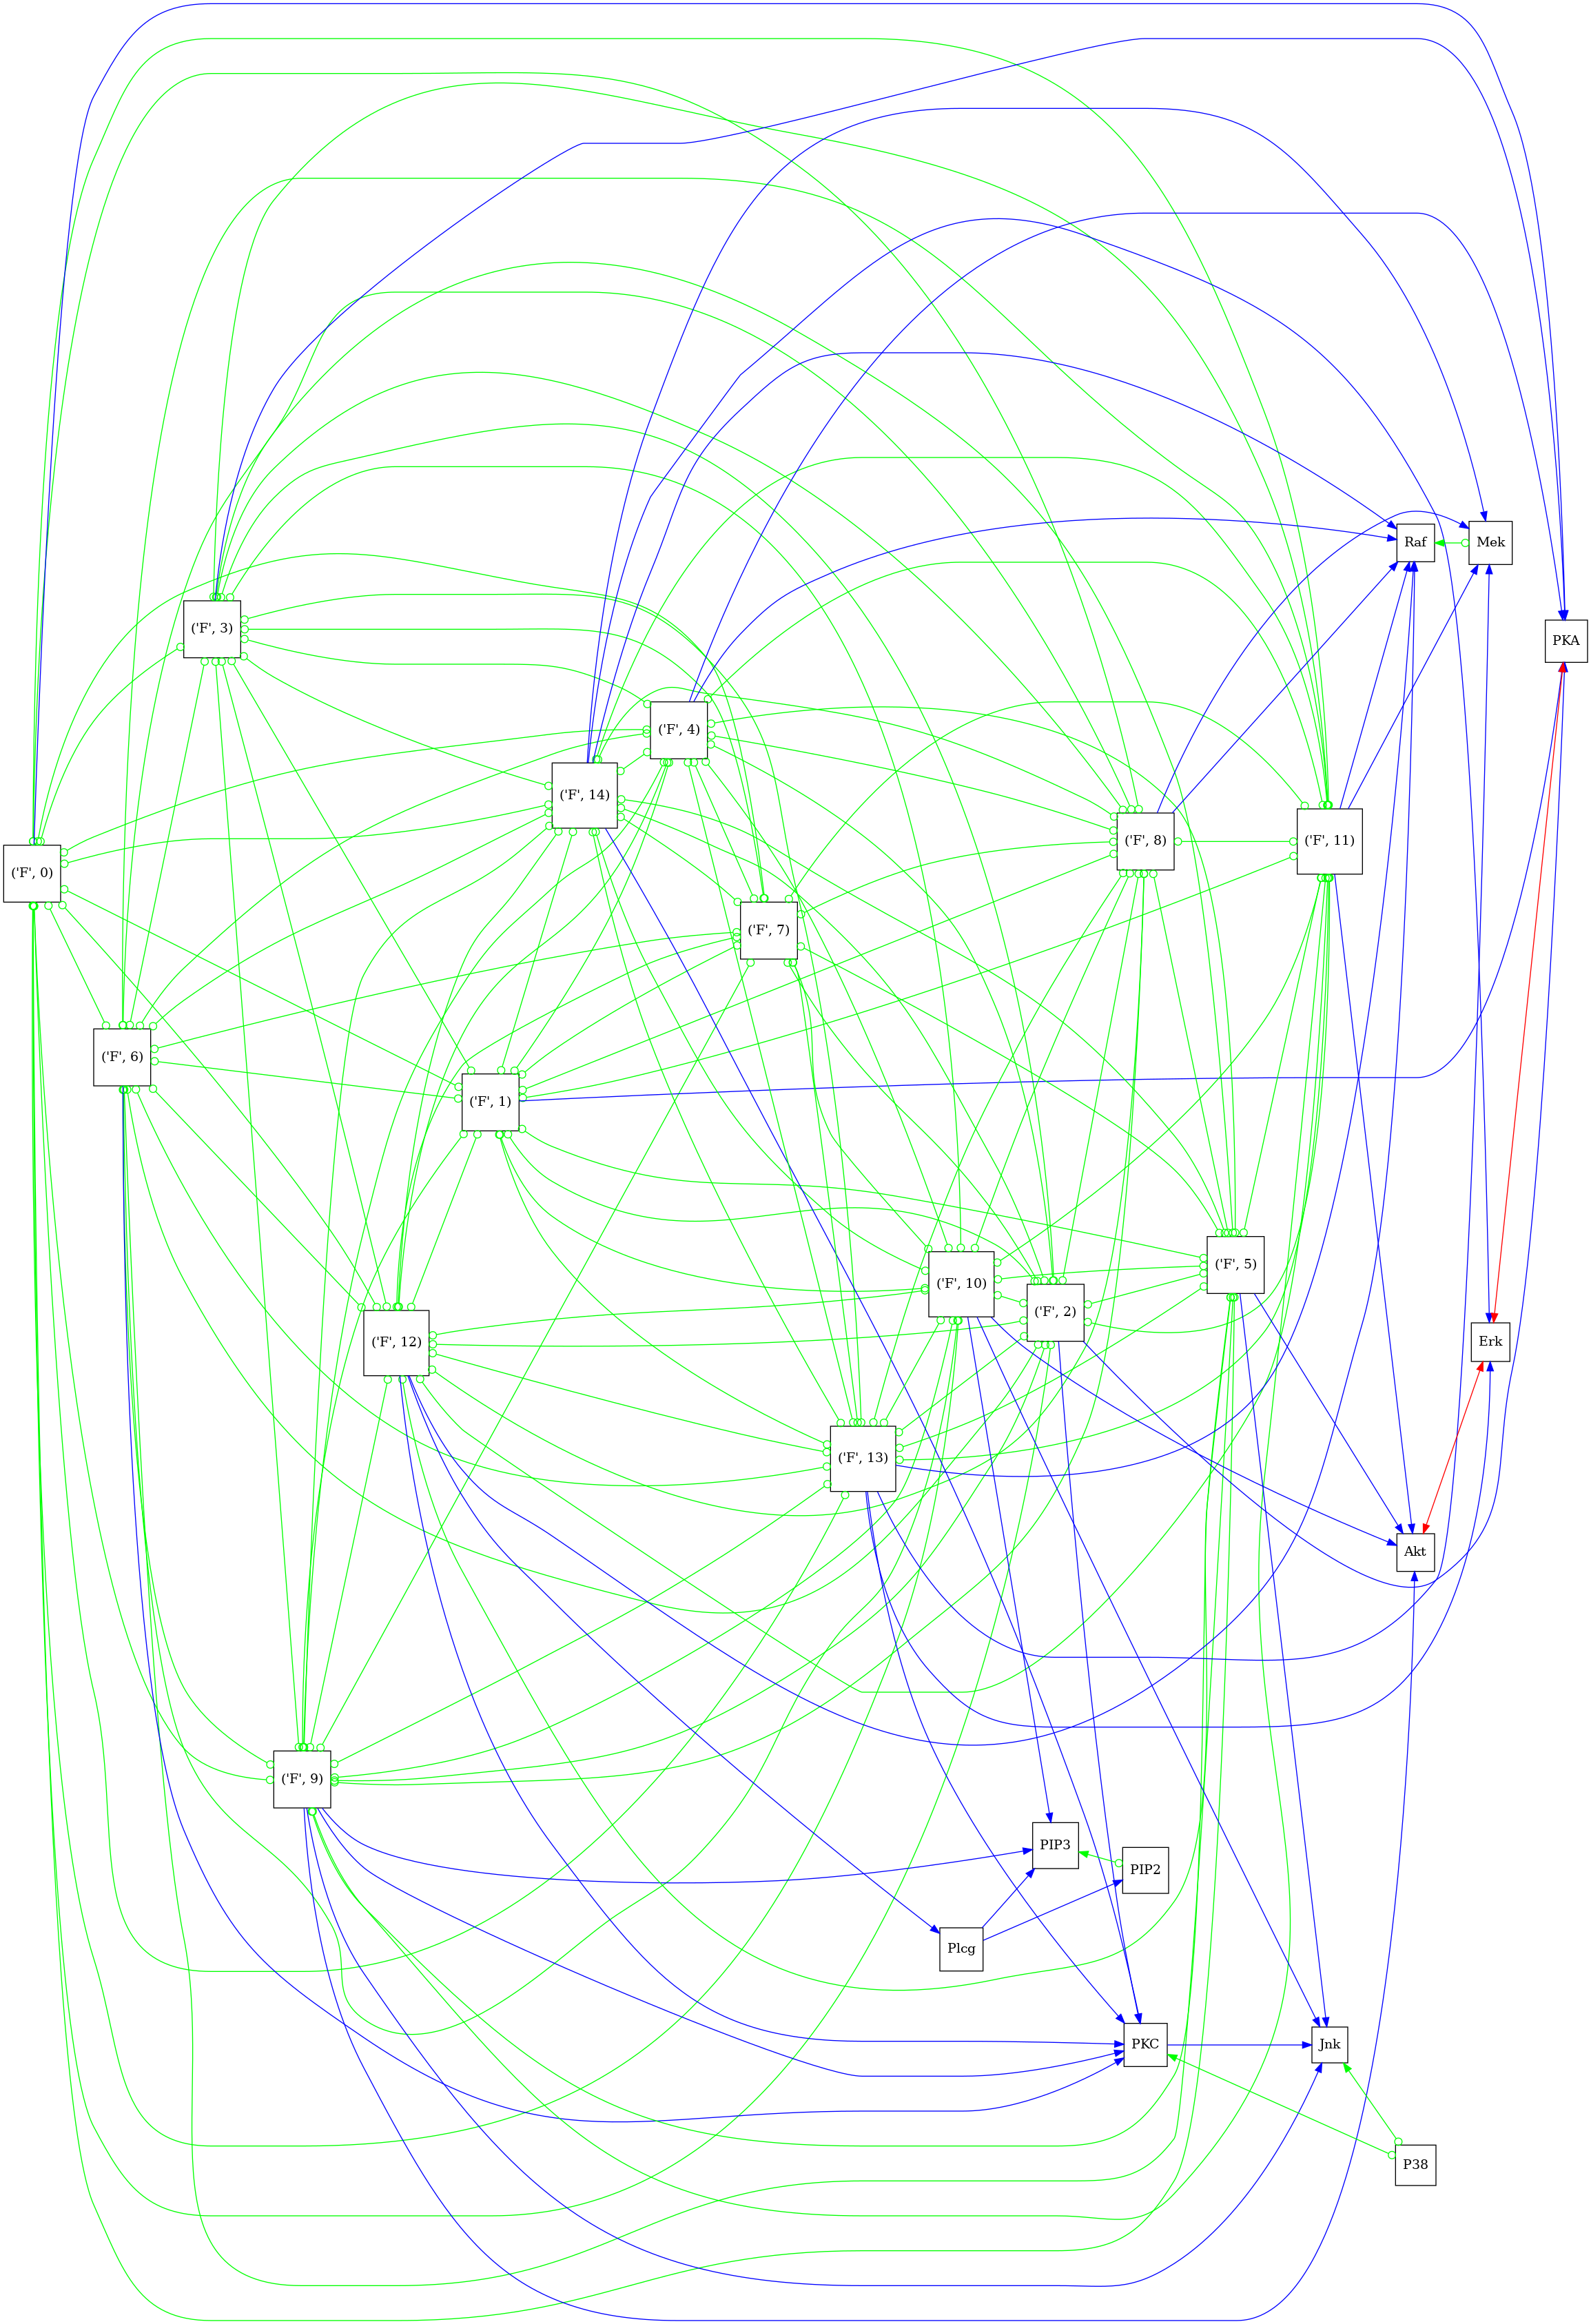 Raf
Mek
('F', 3)
PKA
('F', 4)
('F', 14)
('F', 8)
('F', 11)
('F', 0)
('F', 7)
('F', 6)
('F', 1)
('F', 5)
('F', 10)
('F', 2)
Erk
('F', 12)
('F', 13)
Akt
('F', 9)
PIP3
PIP2
Plcg
PKC
Jnk
P38